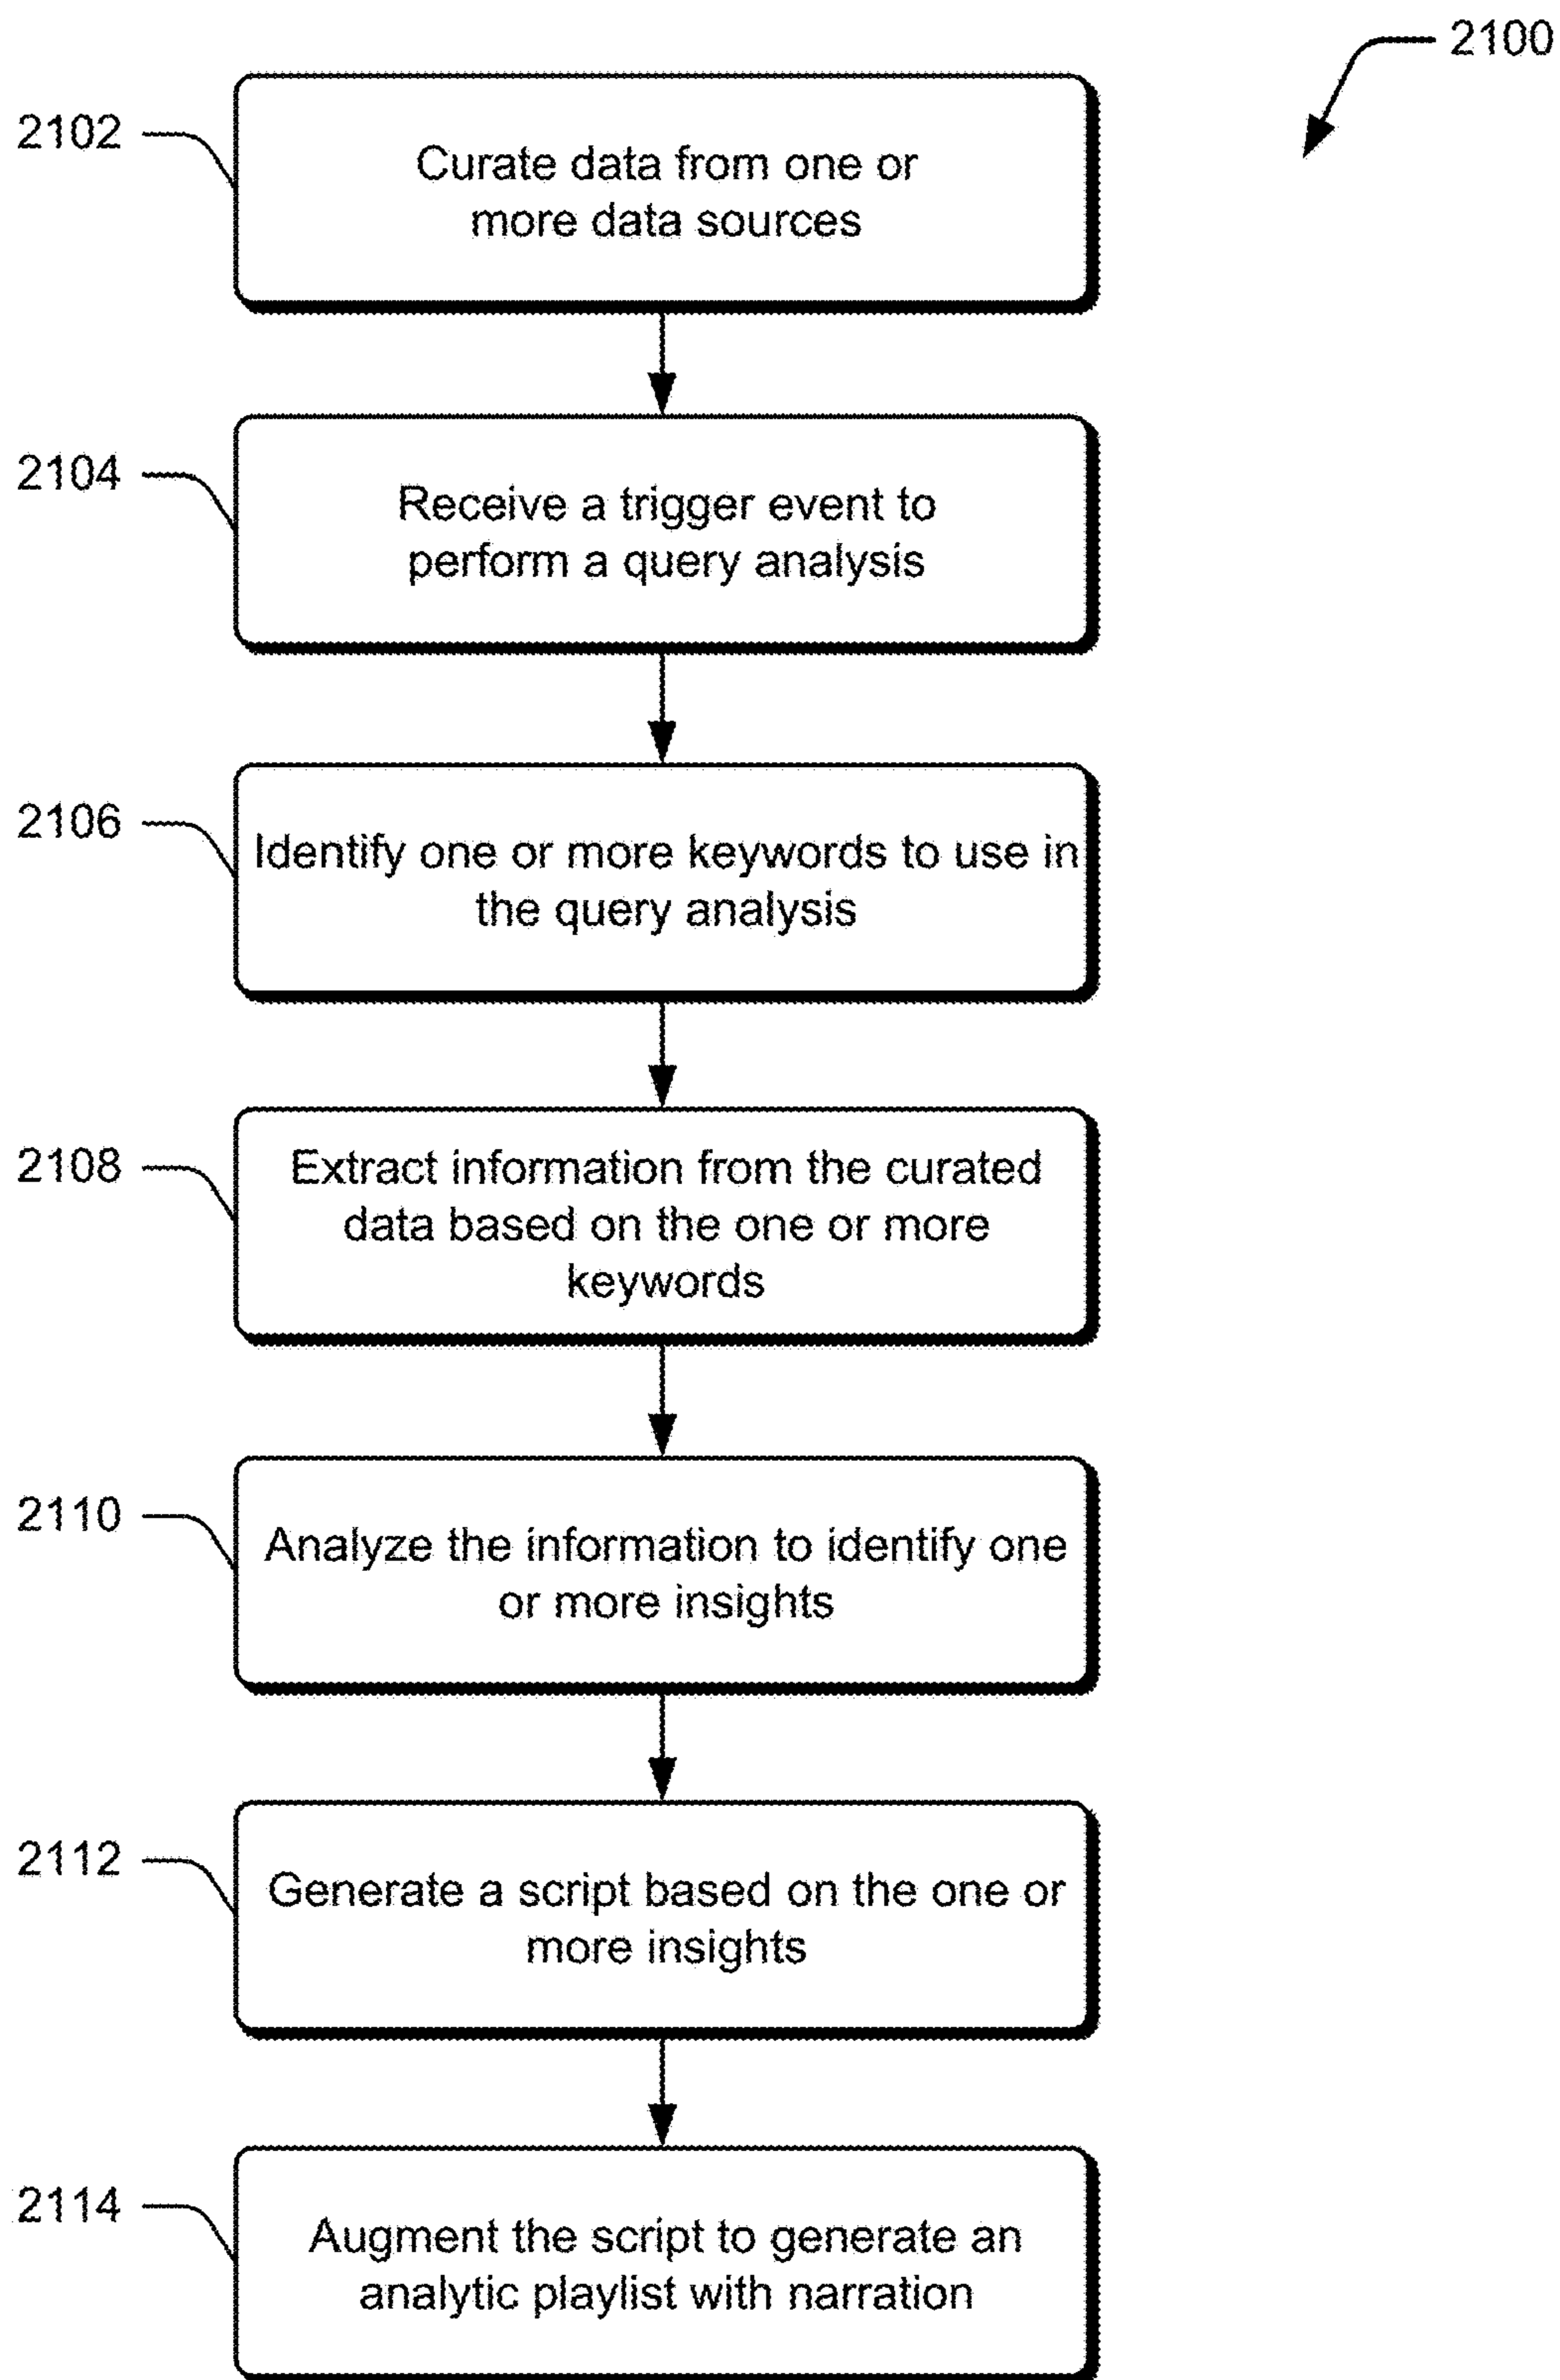 2100
2102
Curate data from one or
more data sources
2104
Receive a trigger event to
perform a query analysis
2106
Identify one or more keywords to use in
the query analysis
2108
Extract information from the curated
data based on the one or more
keywords
2110
Analyze the information to identify one
or more insights
2112
Generate a script based on the one or
more insights
2114
Augment the script to generate an
analytic playlist with narration